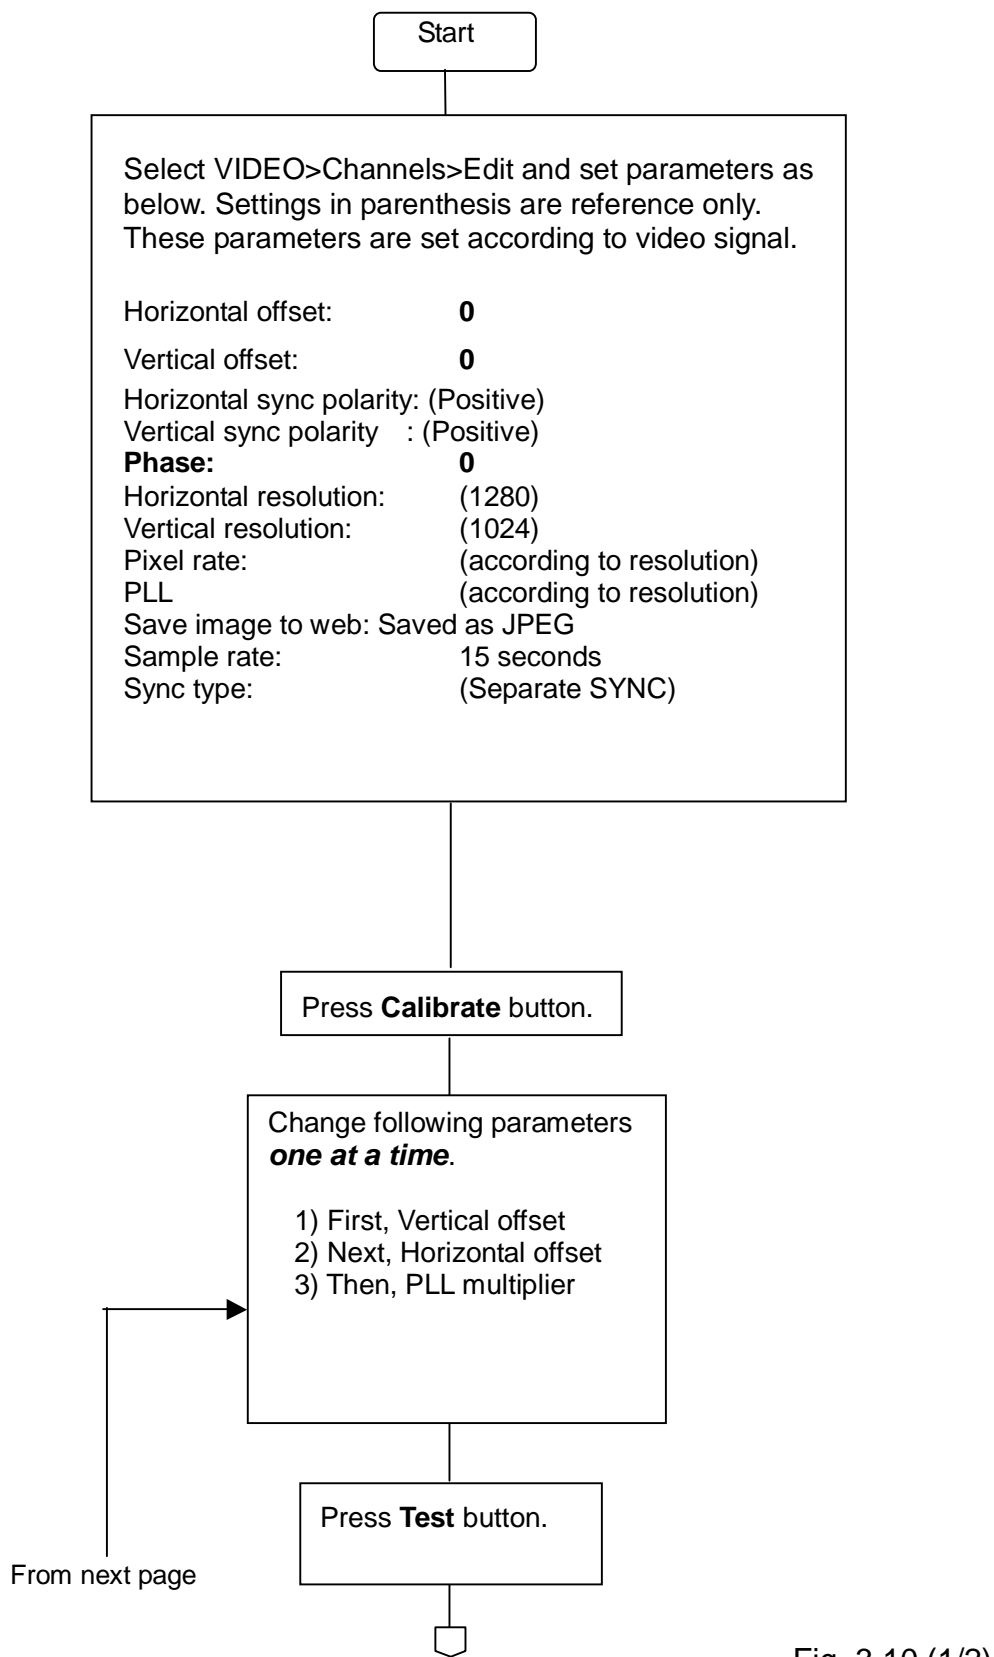 Start
Select VIDEO>Channels>Edit and set parameters as
below. Settings in parenthesis are reference only.
These parameters are set according to video signal.
Horizontal offset: 0
Vertical offset: 0
Horizontal sync polarity: (Positive)
Vertical sync polarity : (Positive)
Phase: 0
Horizontal resolution: (1280)
Vertical resolution: (1024)
Pixel rate: (according to resolution)
PLL (according to resolution)
Save image to web: Saved as JPEG
Sample rate: 15 seconds
Sync type: (Separate SYNC)
Press Calibrate button.
Change following parameters
one at a time.
1) First, Vertical offset
2) Next, Horizontal offset
3) Then, PLL multiplier
Press Test button.
From next page
Fig. 3-10 (1/2)